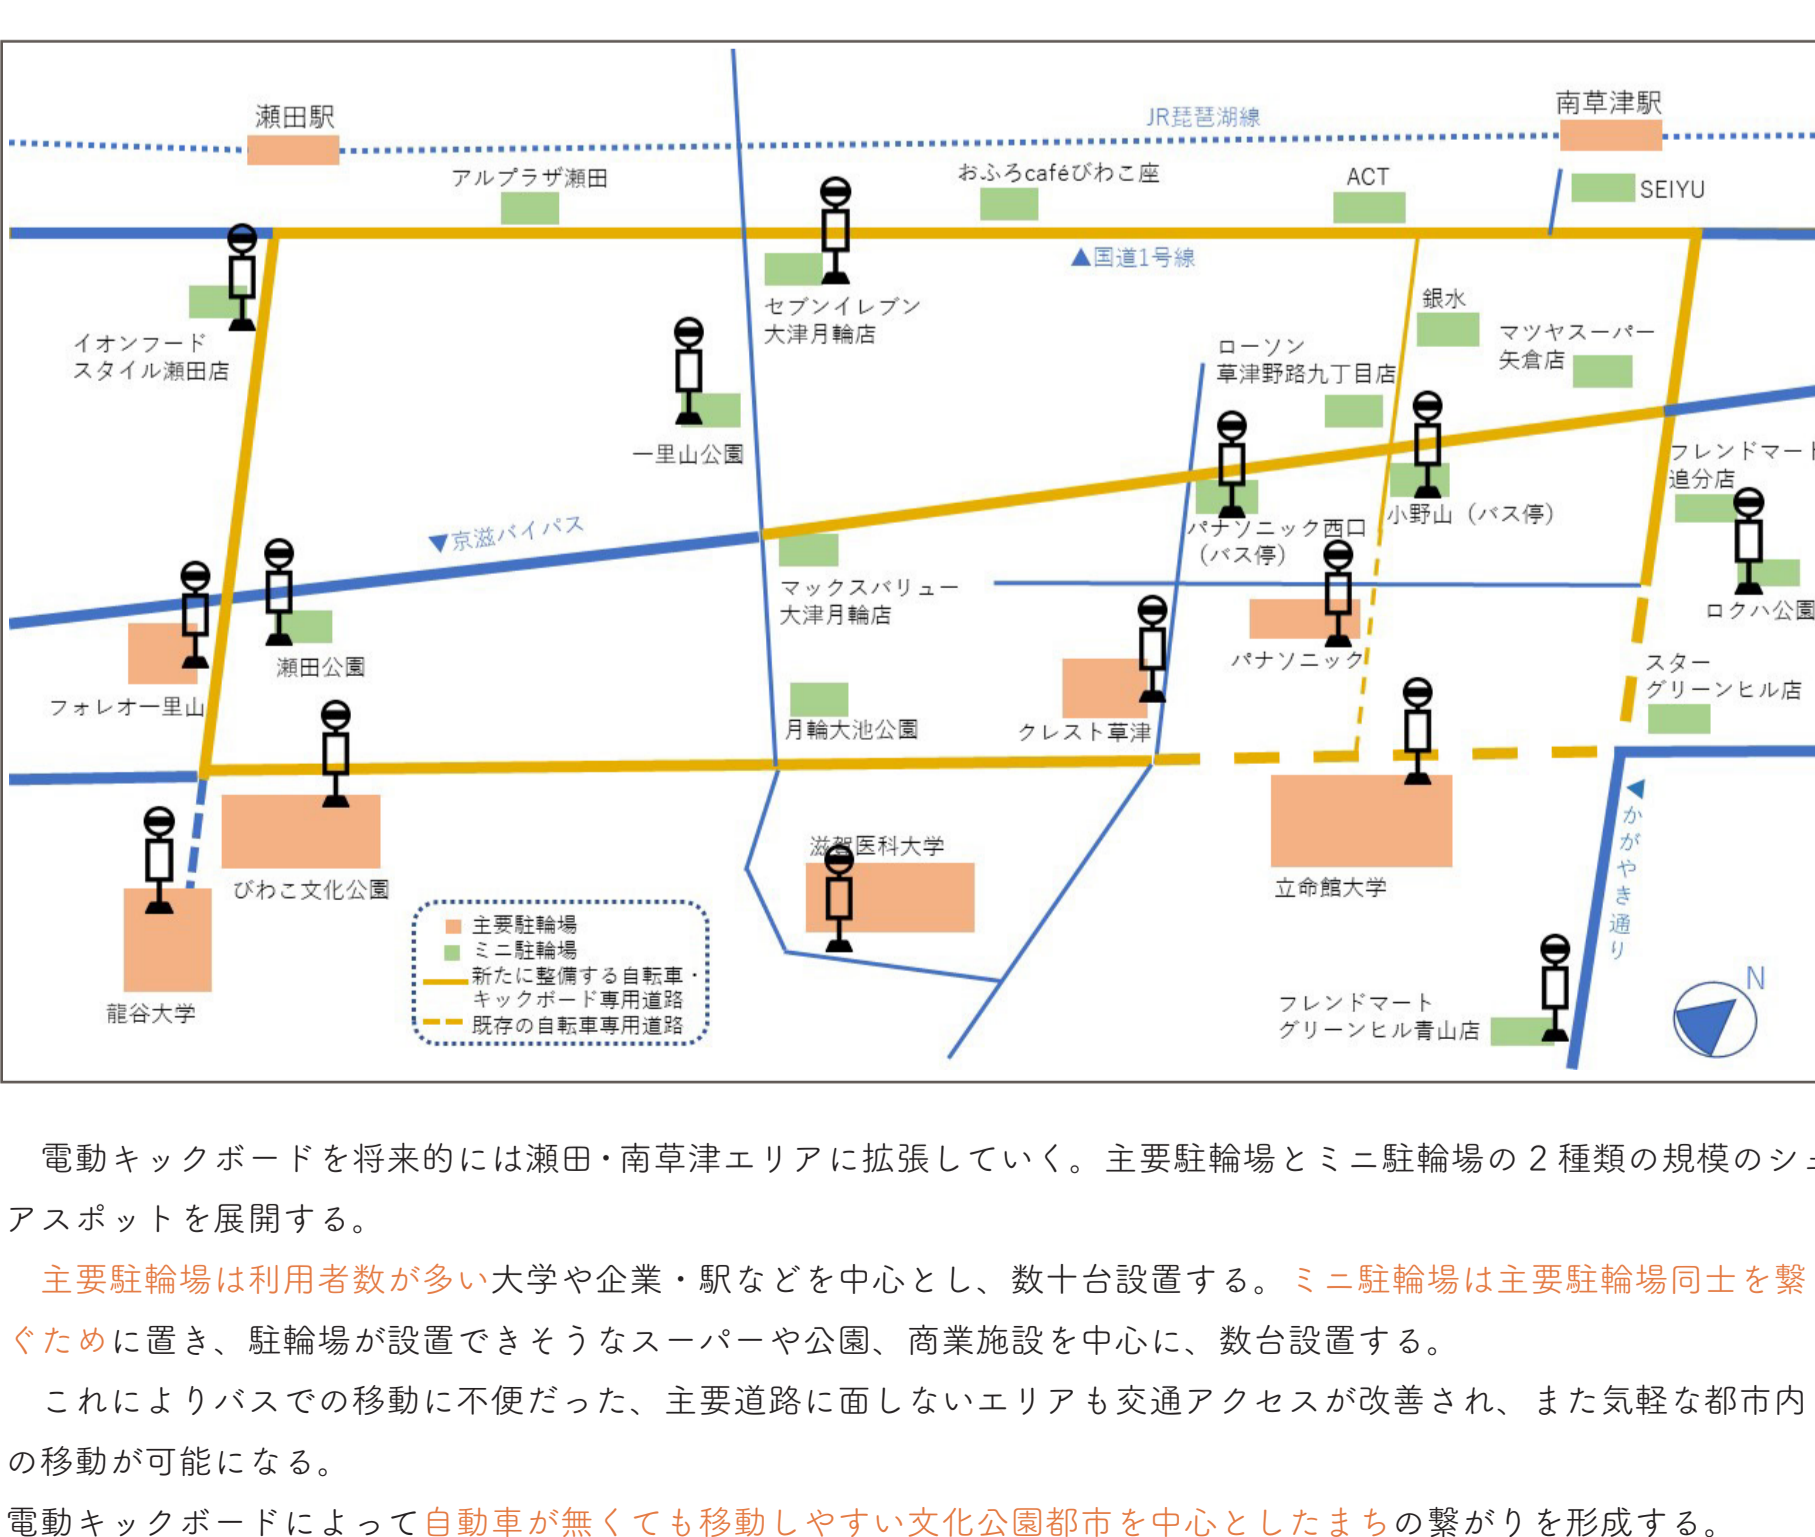 瀬田駅
南草津駅
JR琵琶湖線
アルプラザ瀬田
おふろcaféびわこ座
ACT
SEIYU
▲国道1号線
イオンフード
スタイル瀬田店
セブンイレブン
大津月輪店
銀水
マツヤスーパー
矢倉店
ローソン
草津野路九丁目店
一里山公園
フレンドマート
追分店
▼京滋バイパス
パナソニック西口
（バス停）
小野山（バス停）
マックスバリュー
大津月輪店
ロクハ公園
瀬田公園
パナソニック
スター
グリーンヒル店
フォレオ一里山
月輪大池公園
クレスト草津
▲かがやき通り
滋賀医科大学
びわこ文化公園
立命館大学
主要駐輪場
ミニ駐輪場
新たに整備する自転車・
キックボード専用道路
既存の自転車専用道路
龍谷大学
フレンドマート
グリーンヒル青山店
N
電動キックボードを将来的には瀬田・南草津エリアに拡張していく。主要駐輪場とミニ駐輪場の２種類の規模のシェ
アスポットを展開する。
主要駐輪場は利用者数が多い大学や企業・駅などを中心とし、数十台設置する。ミニ駐輪場は主要駐輪場同士を繋
ぐために置き、駐輪場が設置できそうなスーパーや公園、商業施設を中心に、数台設置する。
これによりバスでの移動に不便だった、主要道路に面しないエリアも交通アクセスが改善され、また気軽な都市内
の移動が可能になる。
電動キックボードによって自動車が無くても移動しやすい文化公園都市を中心としたまちの繋がりを形成する。